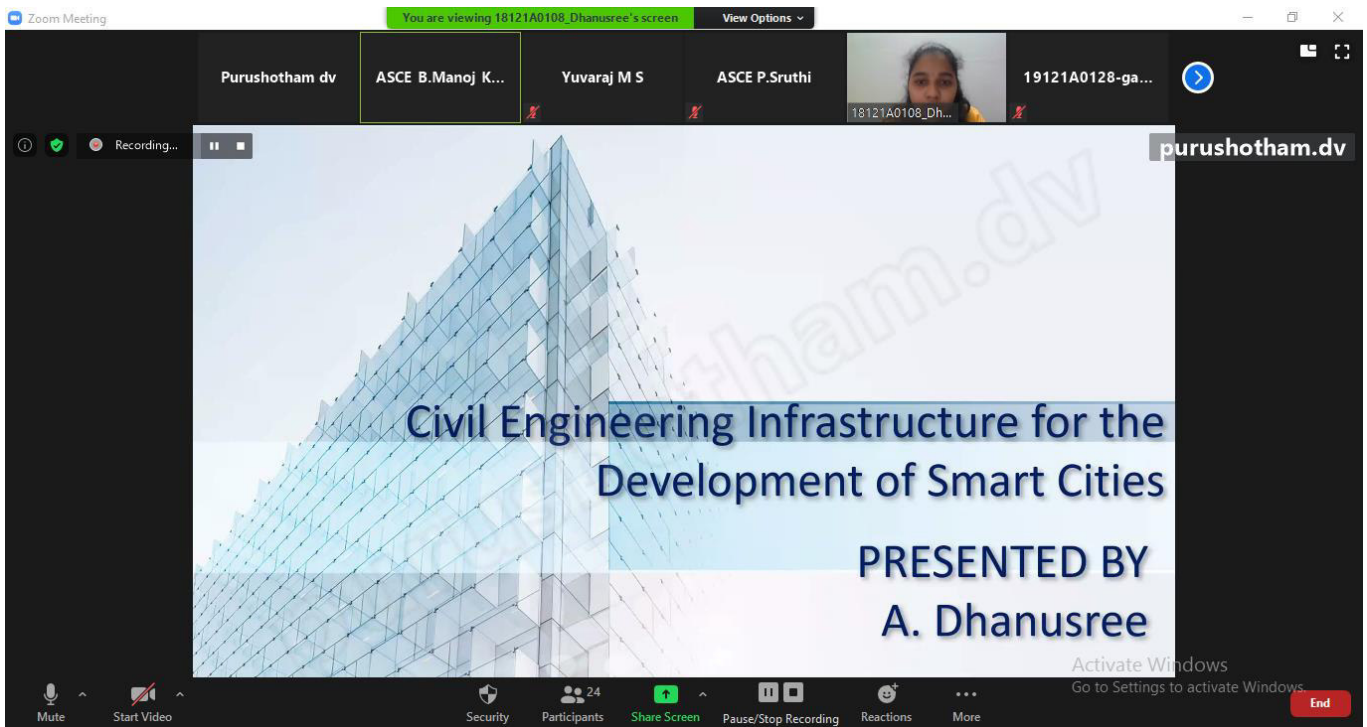 Zoom Meeting
You are viewing 18121A0108_Dhanusree's screen
View Options
Purushotham dv
ASCE B.Manoj K...
Yuvaraj M S
ASCE P.Sruthi
18121A0108_Dh...
19121A0128-ga...
Recording...
purushotham.dv
Civil Engineering Infrastructure for the
Development of Smart Cities
PRESENTED BY
A. Dhanusree
Activate Windows
Go to Settings to activate Windows.
Mute
Start Video
Security
24
Participants
Share Screen
Pause/Stop Recording
Reactions
More
End